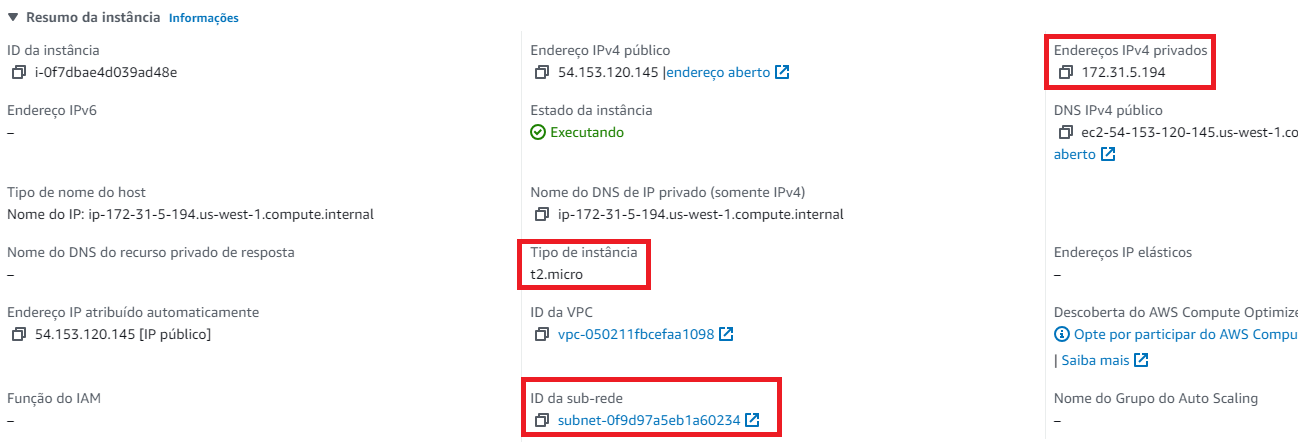 Resumo da instância Informações
ID da instância
i-0f7dbae4d039ad48e
Endereço IPv4 público
54.153.120.145 |endereço aberto
Endereços IPv4 privados
172.31.5.194
Endereço IPv6
–
Estado da instância
Executando
DNS IPv4 público
ec2-54-153-120-145.us-west-1.co
aberto
Tipo de nome do host
Nome do IP: ip-172-31-5-194.us-west-1.compute.internal
Nome do DNS de IP privado (somente IPv4)
ip-172-31-5-194.us-west-1.compute.internal
Nome do DNS do recurso privado de resposta
–
Tipo de instância
t2.micro
Endereços IP elásticos
–
Endereço IP atribuído automaticamente
54.153.120.145 [IP público]
ID da VPC
vpc-050211fbcefaa1098
Descoberta do AWS Compute Optimize
Opte por participar do AWS Compu
| Saiba mais
Função do IAM
–
ID da sub-rede
subnet-0f9d97a5eb1a60234
Nome do Grupo do Auto Scaling
–